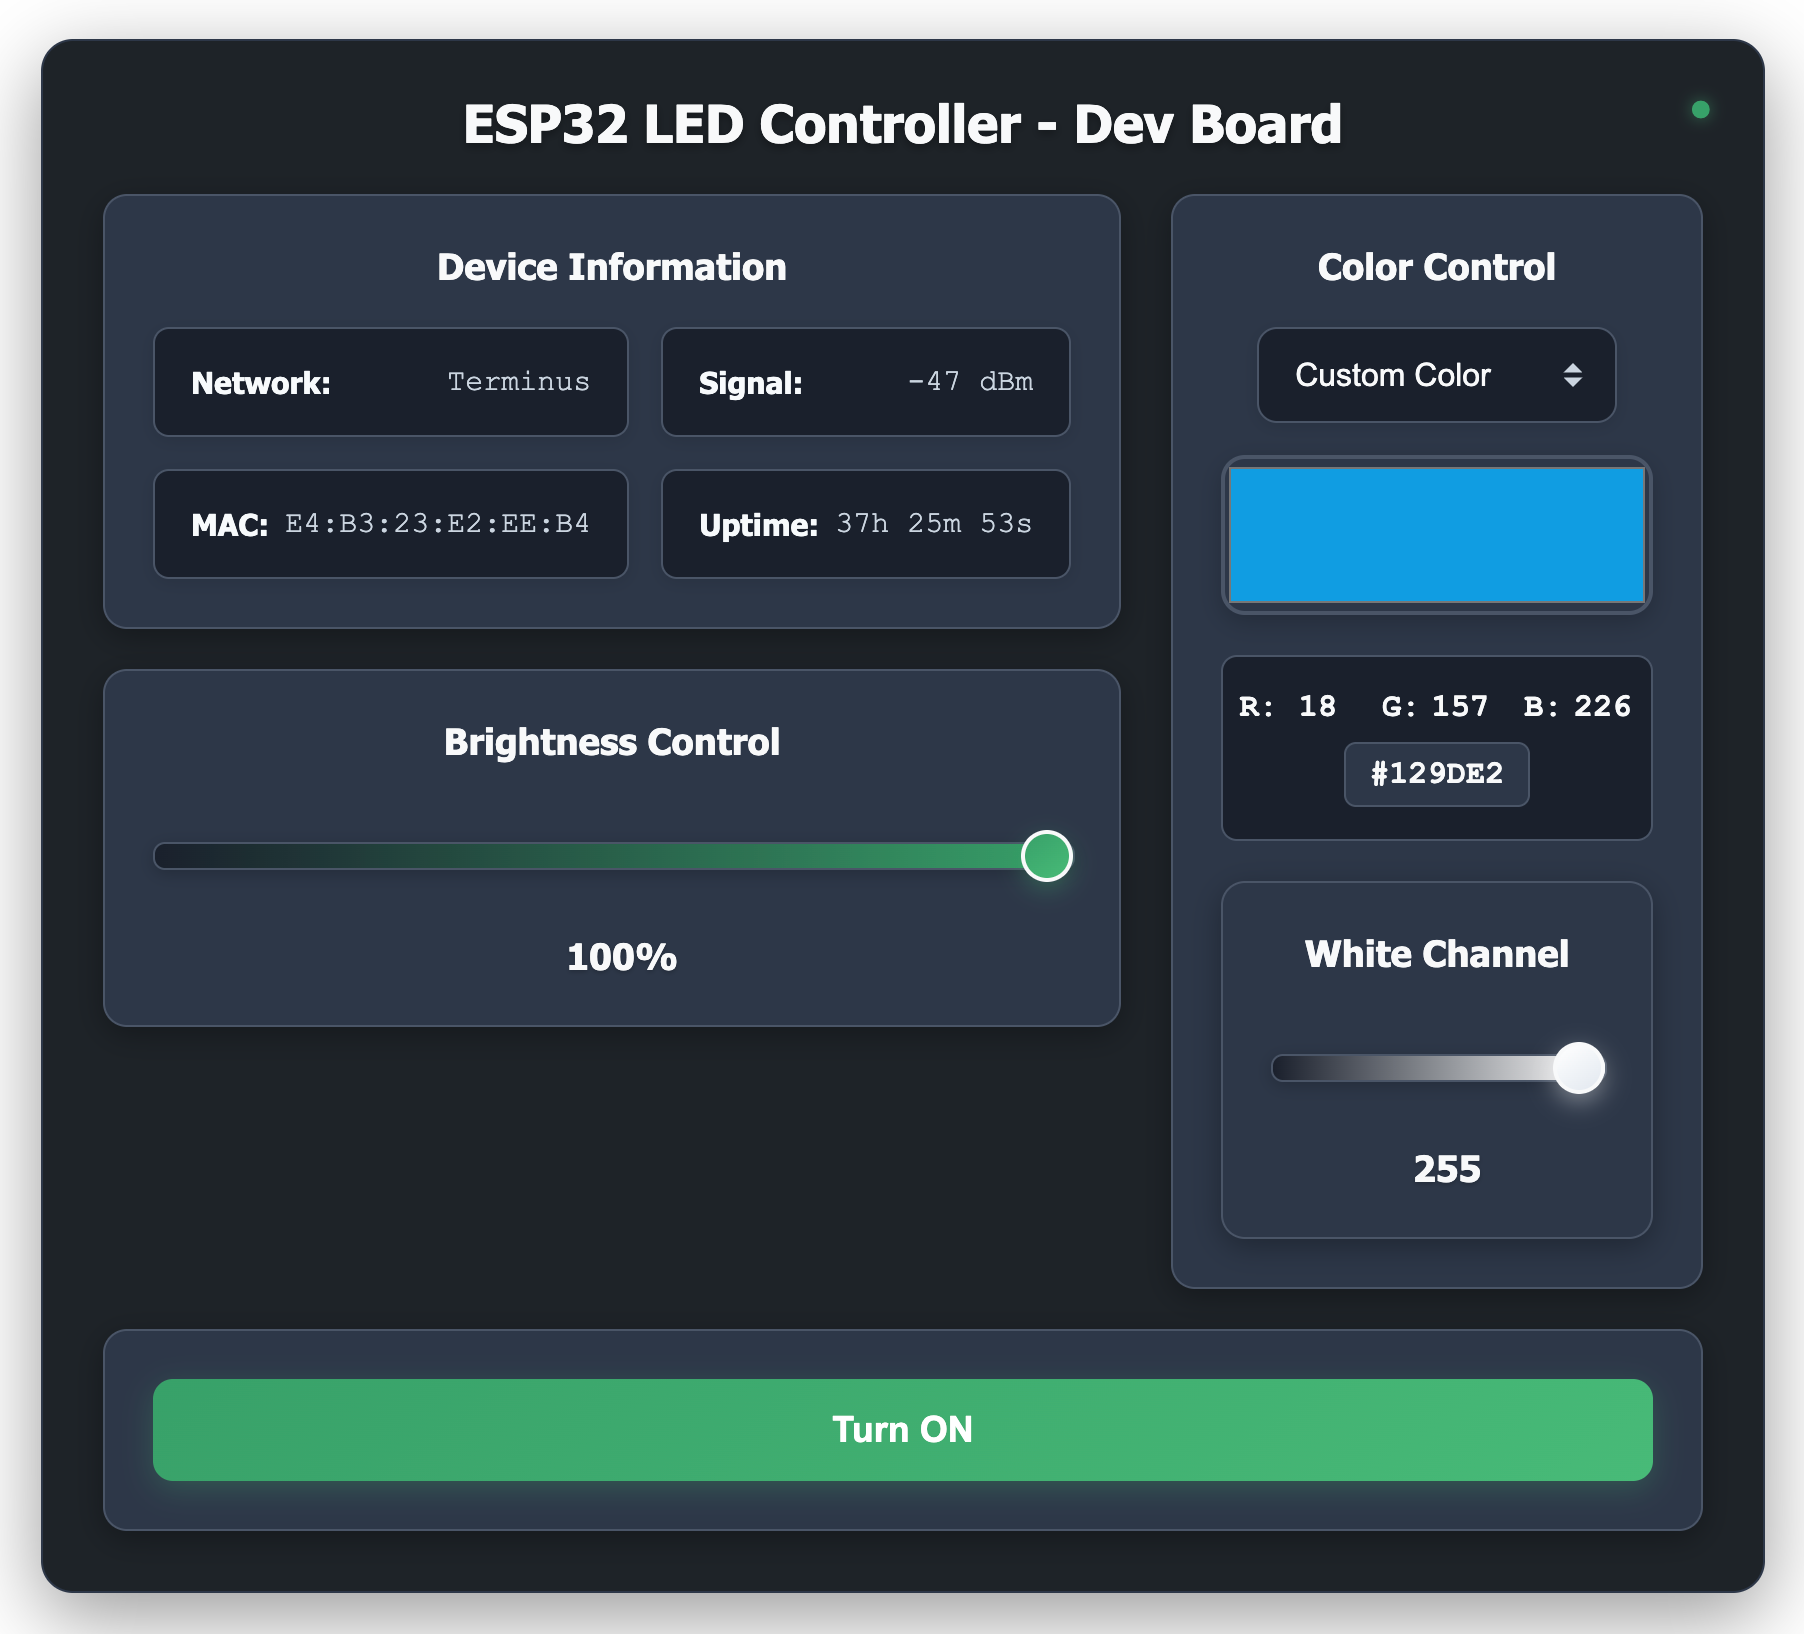 ESP32 LED Controller - Dev Board
Device Information
Network: Terminus
Signal: -47 dBm
MAC: E4:B3:23:E2:EE:B4
Uptime: 37h 25m 53s
Brightness Control
100%
Color Control
Custom Color
R: 18 G: 157 B: 226
#129DE2
White Channel
255
Turn ON